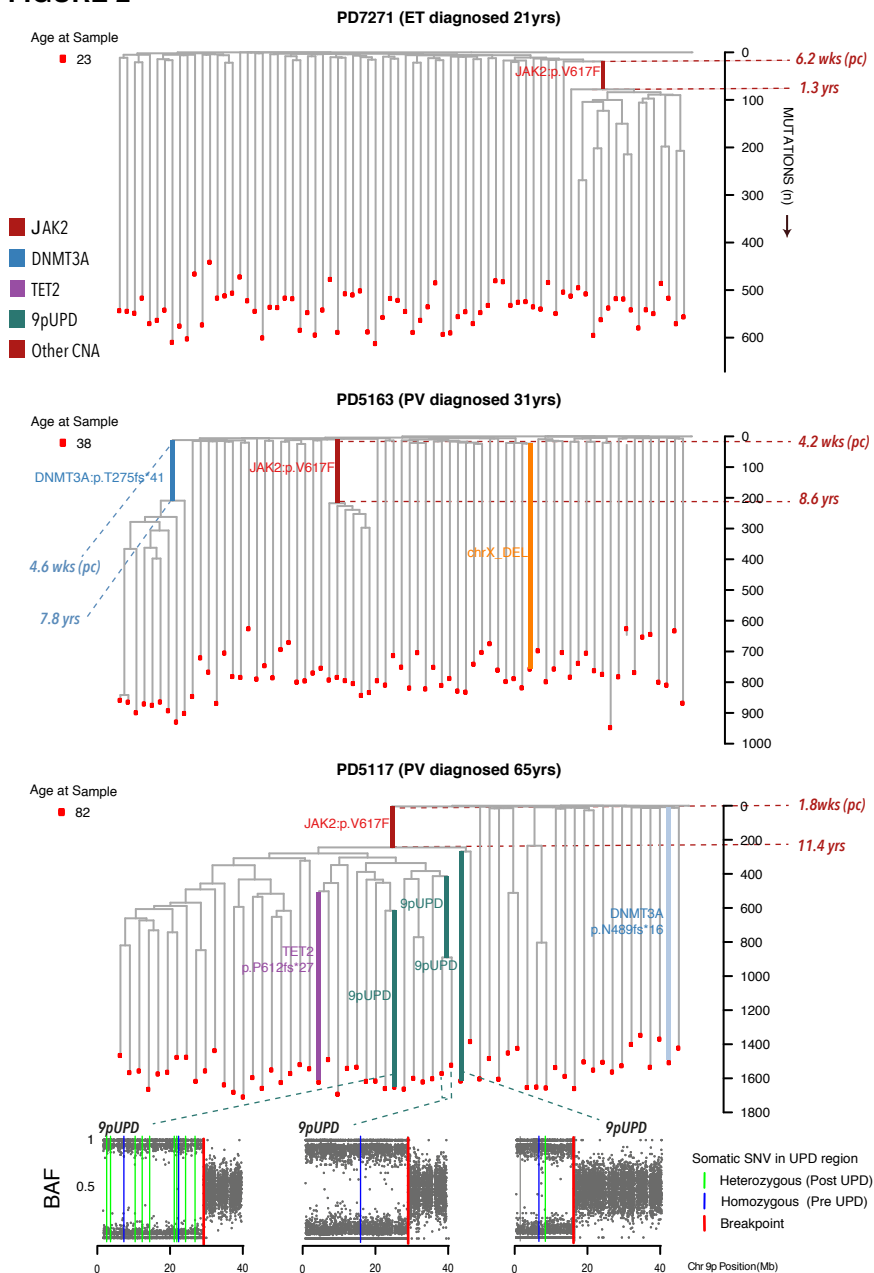 PD7271 (ET diagnosed 21yrs)
Age at Sample
23
JAK2:p.V617F
0
100
200
300
400
500
600
MUTATIONS (n)
6.2 wks (pc)
1.3 yrs
JAK2
DNMT3A
TET2
9pUPD
Other CNA
PD5163 (PV diagnosed 31yrs)
Age at Sample
38
DNMT3A:p.T275fs*41
JAK2:p.V617F
chrX_DEL
4.6 wks (pc)
7.8 yrs
0
100
200
300
400
500
600
700
800
900
1000
4.2 wks (pc)
8.6 yrs
PD5117 (PV diagnosed 65yrs)
Age at Sample
82
JAK2:p.V617F
TET2
p.P612fs*27
9pUPD
9pUPD
9pUPD
DNMT3A
p.N489fs*16
0
200
400
600
800
1000
1200
1400
1600
1800
1.8wks (pc)
11.4 yrs
9pUPD
9pUPD
9pUPD
BAF
1
0.5
0
20
40
0
20
40
0
20
40
Somatic SNV in UPD region
Heterozygous (Post UPD)
Homozygous (Pre UPD)
Breakpoint
Chr 9p Position(Mb)